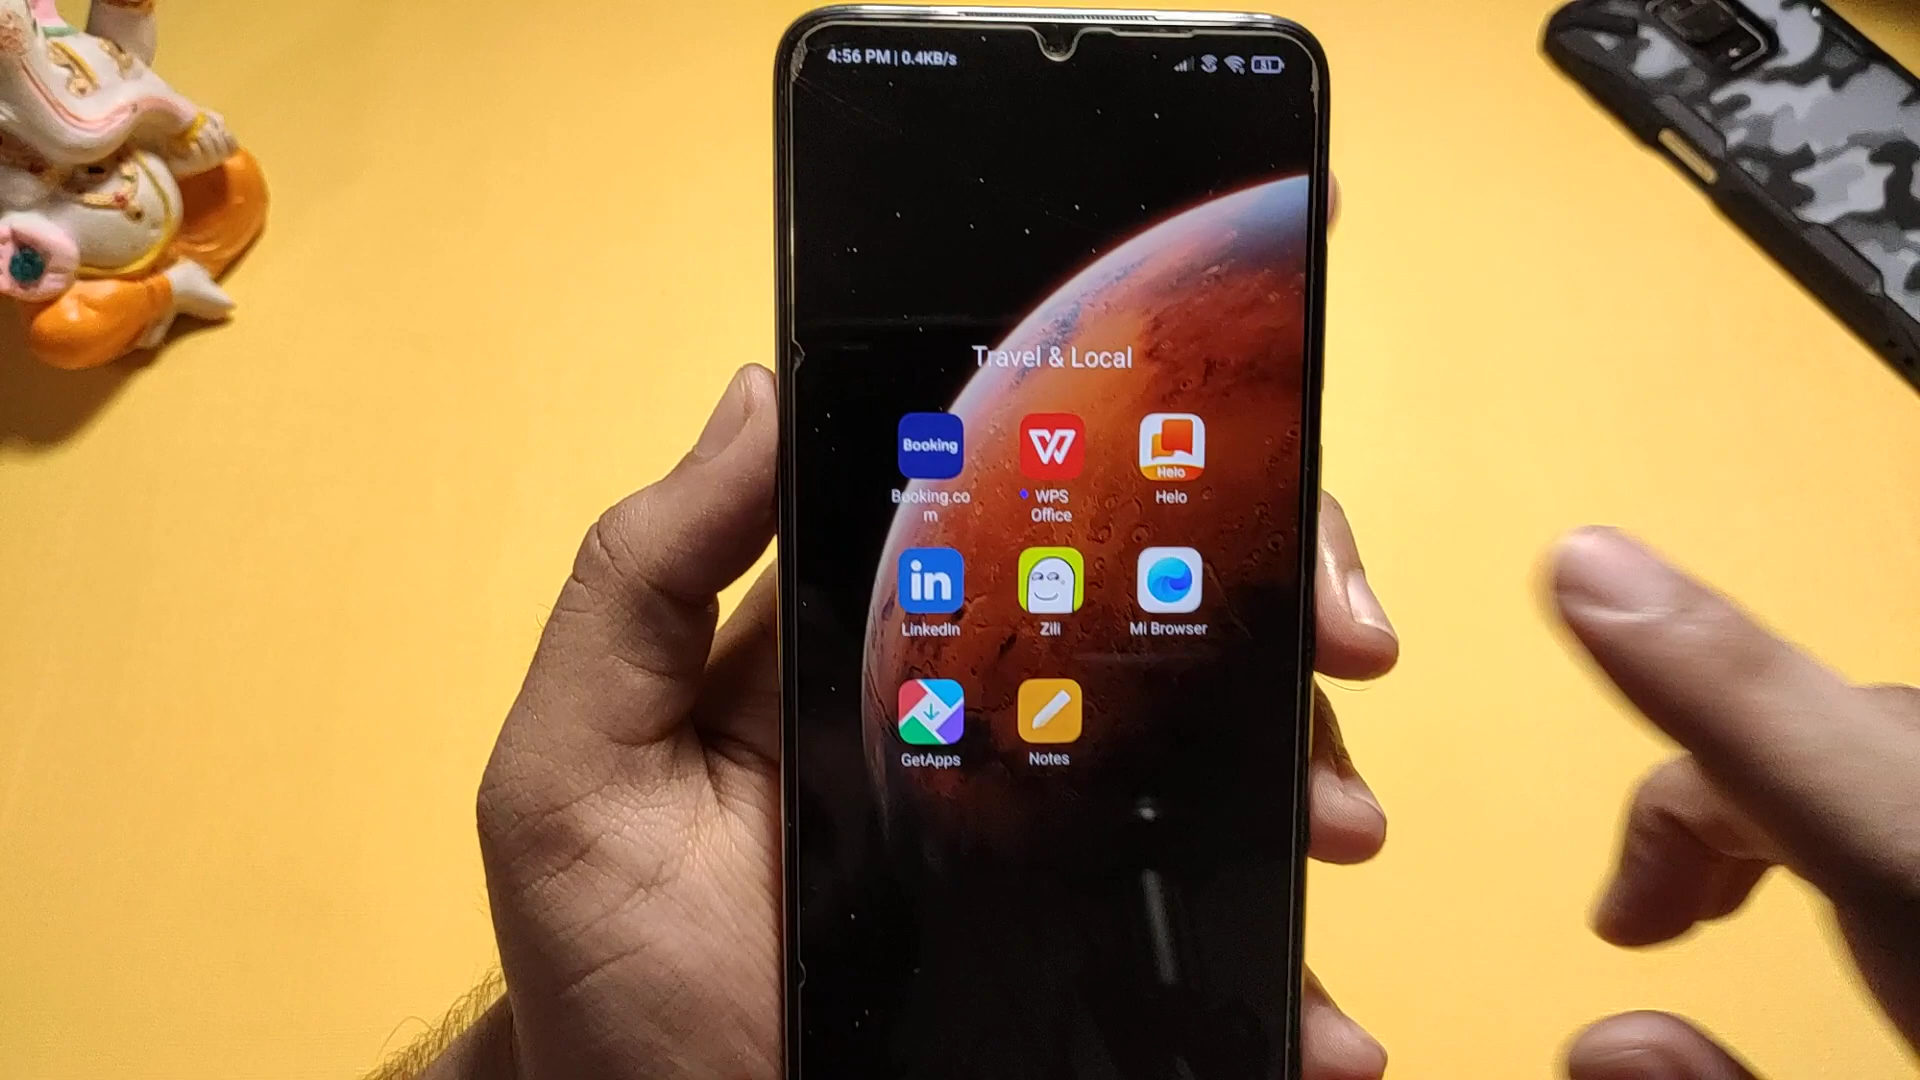 4:56 PM | 0.4KB/s
51
Travel & Local
Booking
Helo
Booking.co
m
WPS
Office
Helo
in
LinkedIn
Zili
Mi Browser
GetApps
Notes